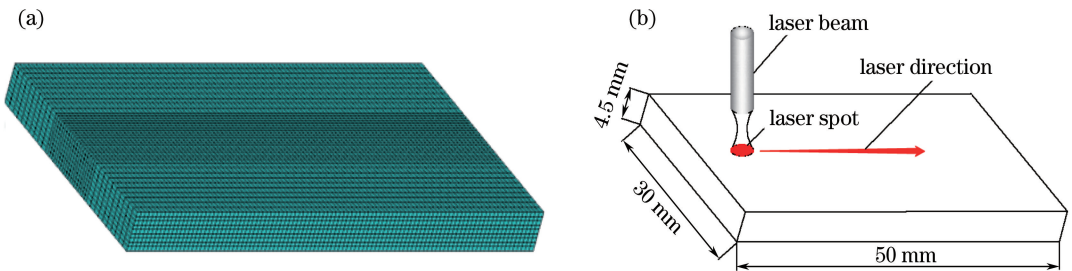 (a)
(b)
laser beam
laser direction
4.5 mm
laser spot
30 mm
50 mm